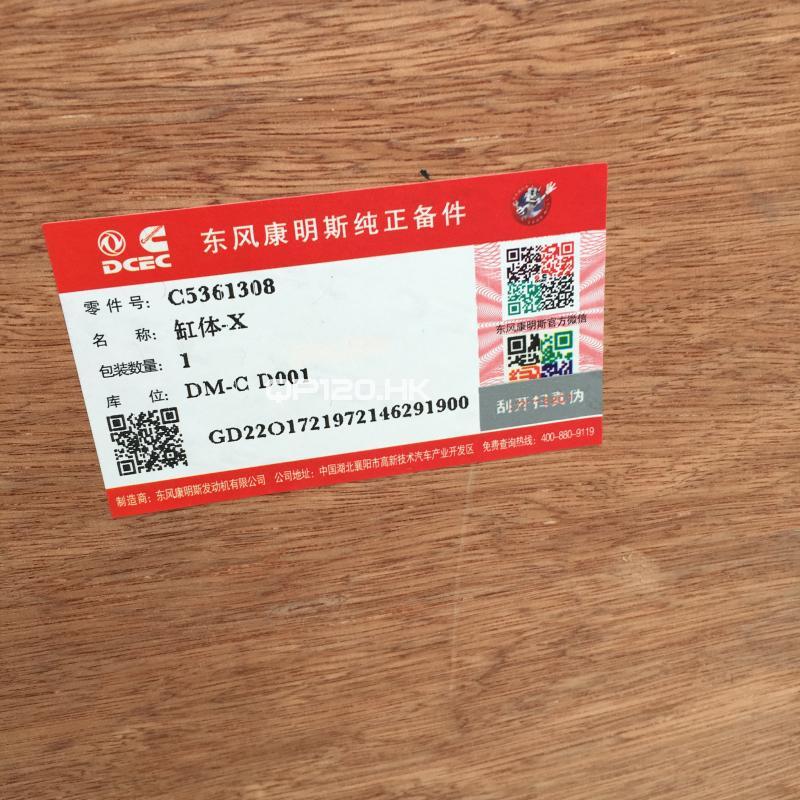 东风康明斯纯正备件
DCEC
零件号: C5361308
名 称: 缸体-X
包装数量: 1
库 位: DM-C D001
GD22O1721972146291900
东风康明斯官方微信
刮开扫真伪
QP120.HK
制造商: 东风康明斯发动机有限公司 公司地址: 中国湖北襄阳市高新技术汽车产业开发区 免费查询热线: 400-880-9119